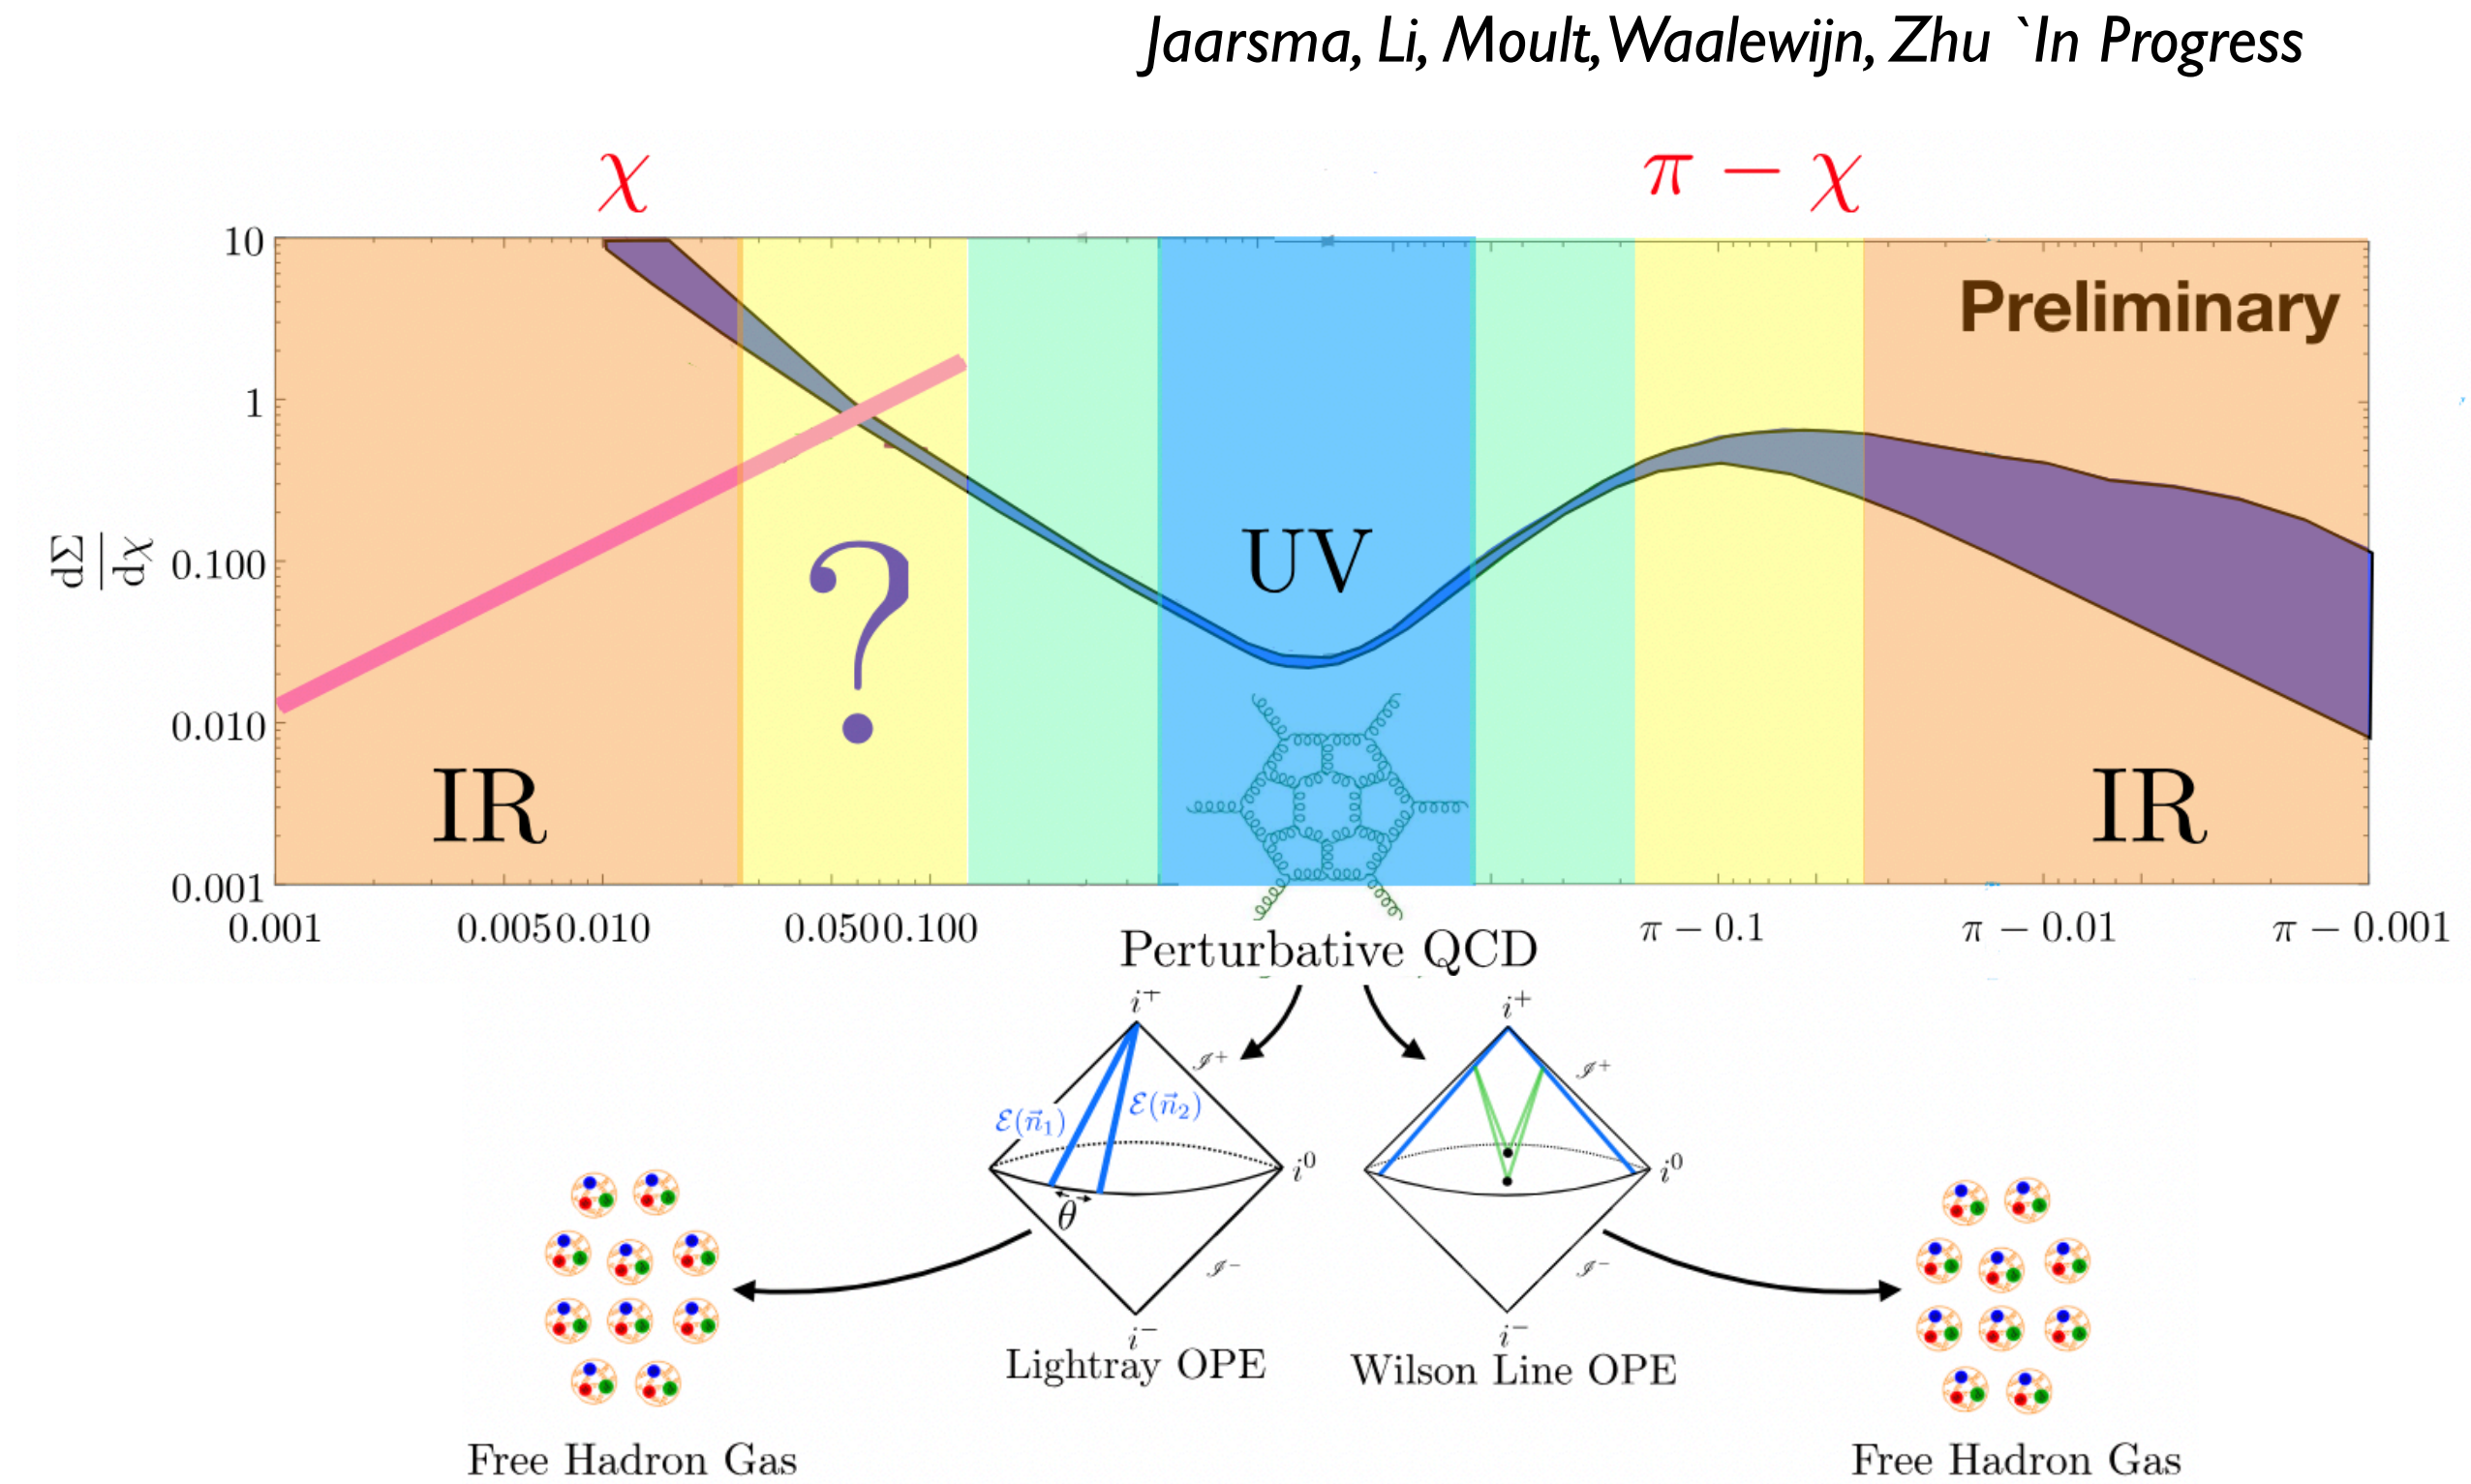 Jaarsma, Li, Moult, Waalewijn, Zhu `In Progress
χ
π − χ
10
1
0.100
0.010
0.001
dΣ
dχ
Preliminary
UV
?
IR
IR
0.001
0.005
0.010
0.050
0.100
π − 0.1
π − 0.01
π − 0.001
Perturbative QCD
i⁺
ℐ⁺
ℰ(n⃗₁)
ℰ(n⃗₂)
i⁰
θ
ℐ⁻
i⁻
Lightray OPE
i⁺
ℐ⁺
i⁰
ℐ⁻
i⁻
Wilson Line OPE
Free Hadron Gas
Free Hadron Gas